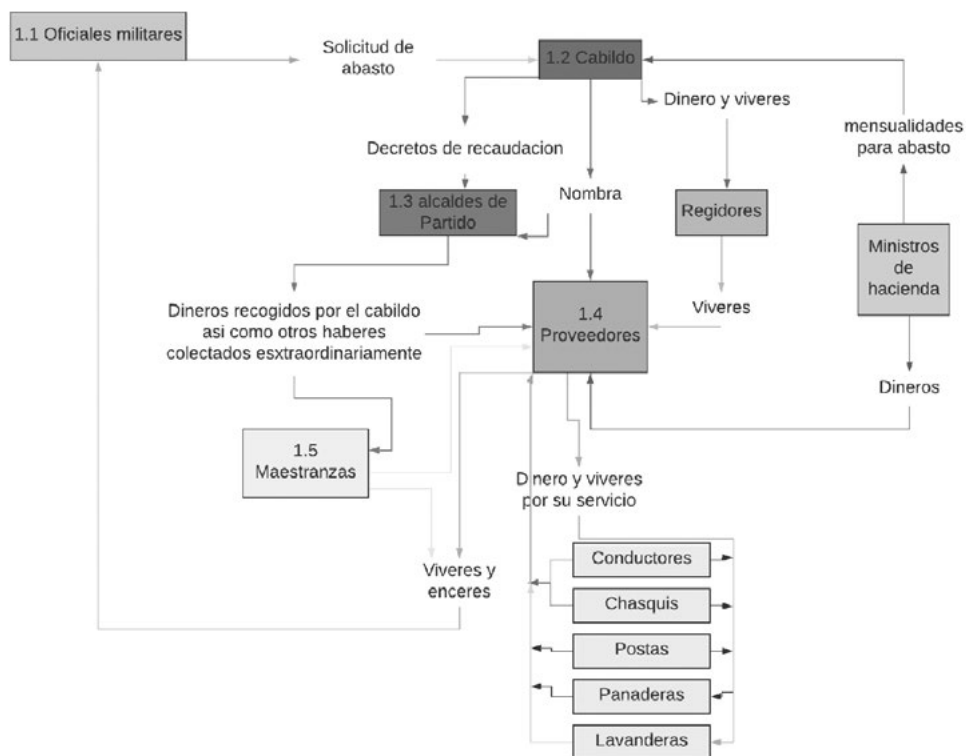 1.1 Oficiales militares
Solicitud de
abasto
1.2 Cabildo
Dinero y viveres
mensualidades
para abasto
Decretos de recaudacion
Nombra
1.3 alcaldes de
Partido
Regidores
Ministros
de
hacienda
Dineros recogidos por el cabildo
asi como otros haberes
colectados esxtraordinariamente
1.4
Proveedores
Viveres
Dineros
1.5
Maestranzas
Dinero y viveres
por su servicio
Viveres y
enceres
Conductores
Chasquis
Postas
Panaderas
Lavanderas